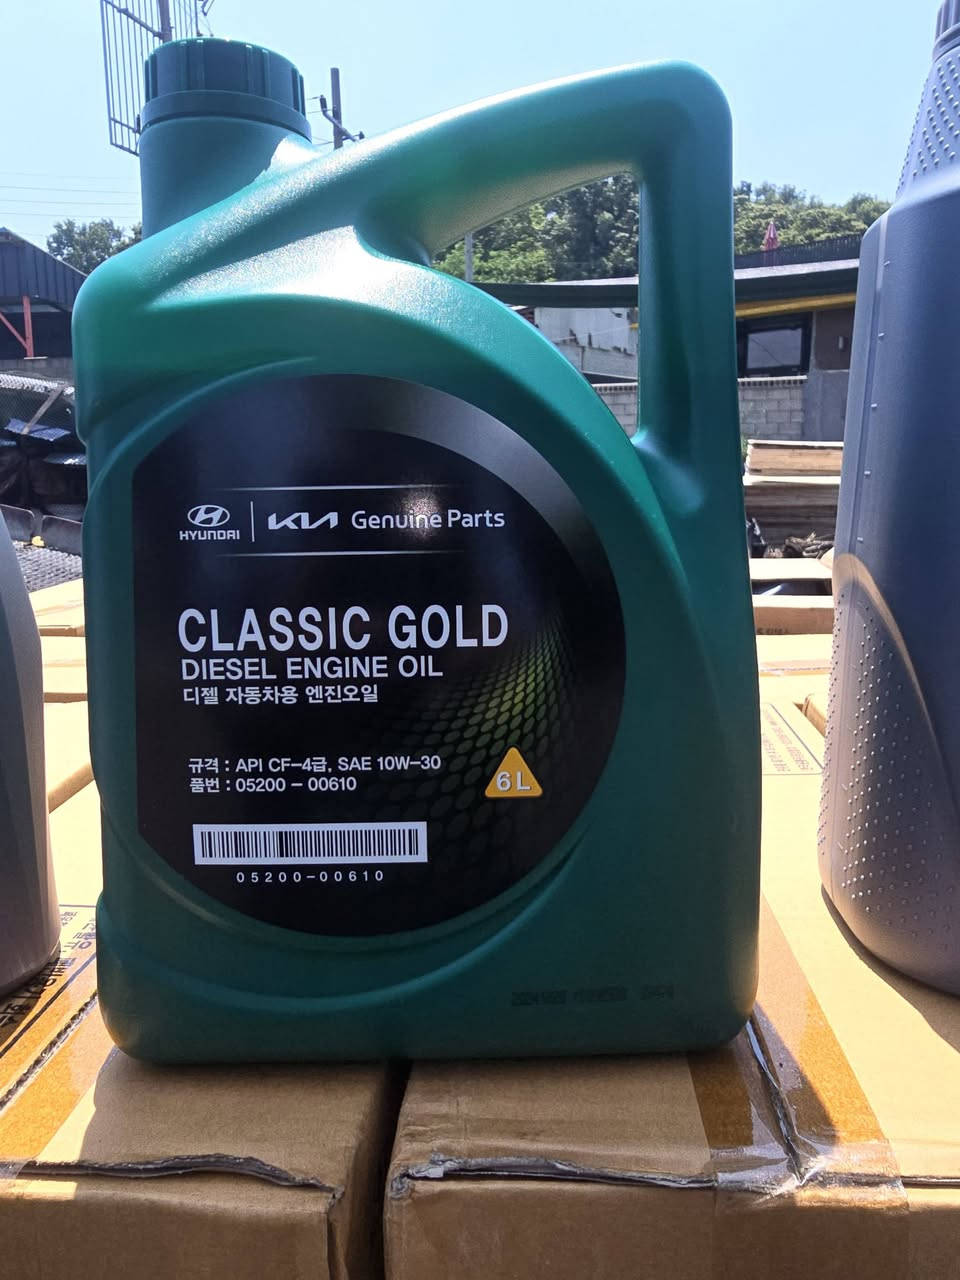 HYUNDAI KIA Genuine Parts
CLASSIC GOLD
DIESEL ENGINE OIL
디젤 자동차용 엔진오일
규격 : API CF-4급, SAE 10W-30
품번 : 05200 - 00610
6 L
05200-00610